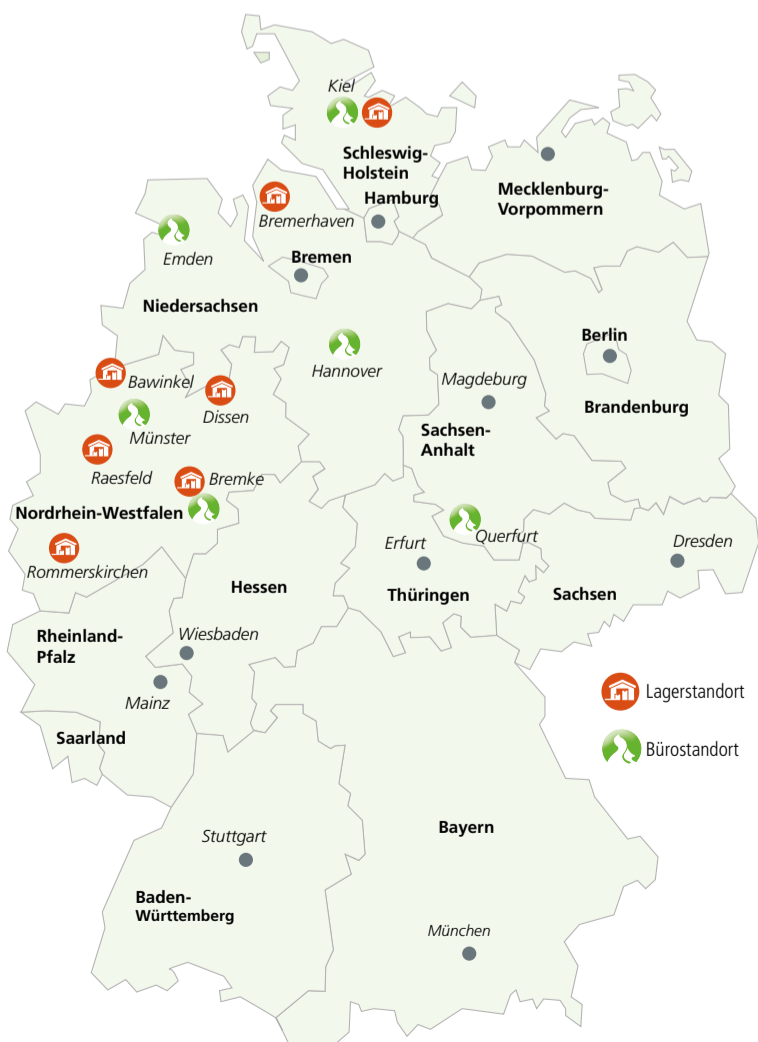 Kiel
Schleswig-
Holstein
Hamburg
Mecklenburg-
Vorpommern
Bremerhaven
Emden
Bremen
Niedersachsen
Hannover
Berlin
Brandenburg
Magdeburg
Sachsen-
Anhalt
Bawinkel
Dissen
Münster
Raesfeld
Bremke
Nordrhein-Westfalen
Rommerskirchen
Querfurt
Erfurt
Thüringen
Dresden
Sachsen
Hessen
Rheinland-
Pfalz
Wiesbaden
Mainz
Saarland
Lagerstandort
Bürostandort
Stuttgart
Baden-
Württemberg
Bayern
München